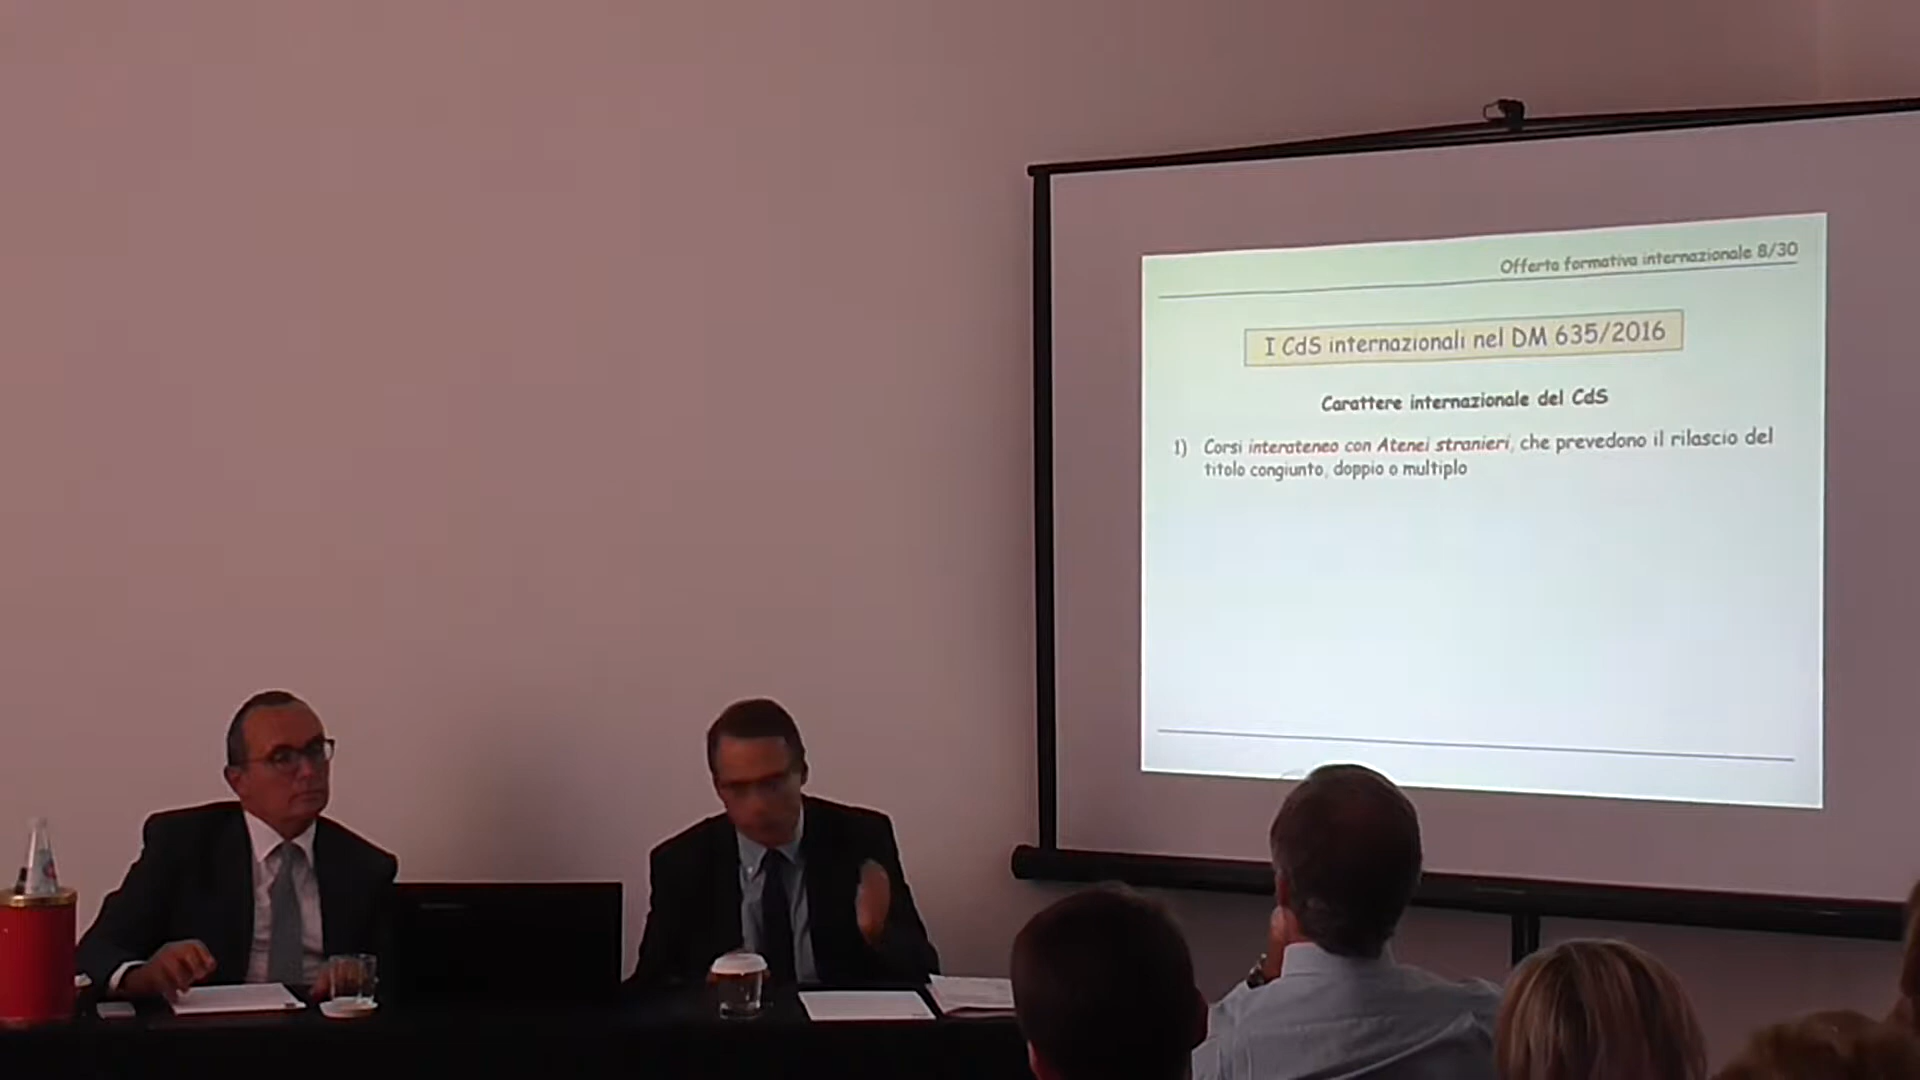 Offerta formativa internazionale 8/30
I CdS internazionali nel DM 635/2016
Carattere internazionale del CdS
1) Corsi interateneo con Atenei stranieri, che prevedono il rilascio del
titolo congiunto, doppio o multiplo